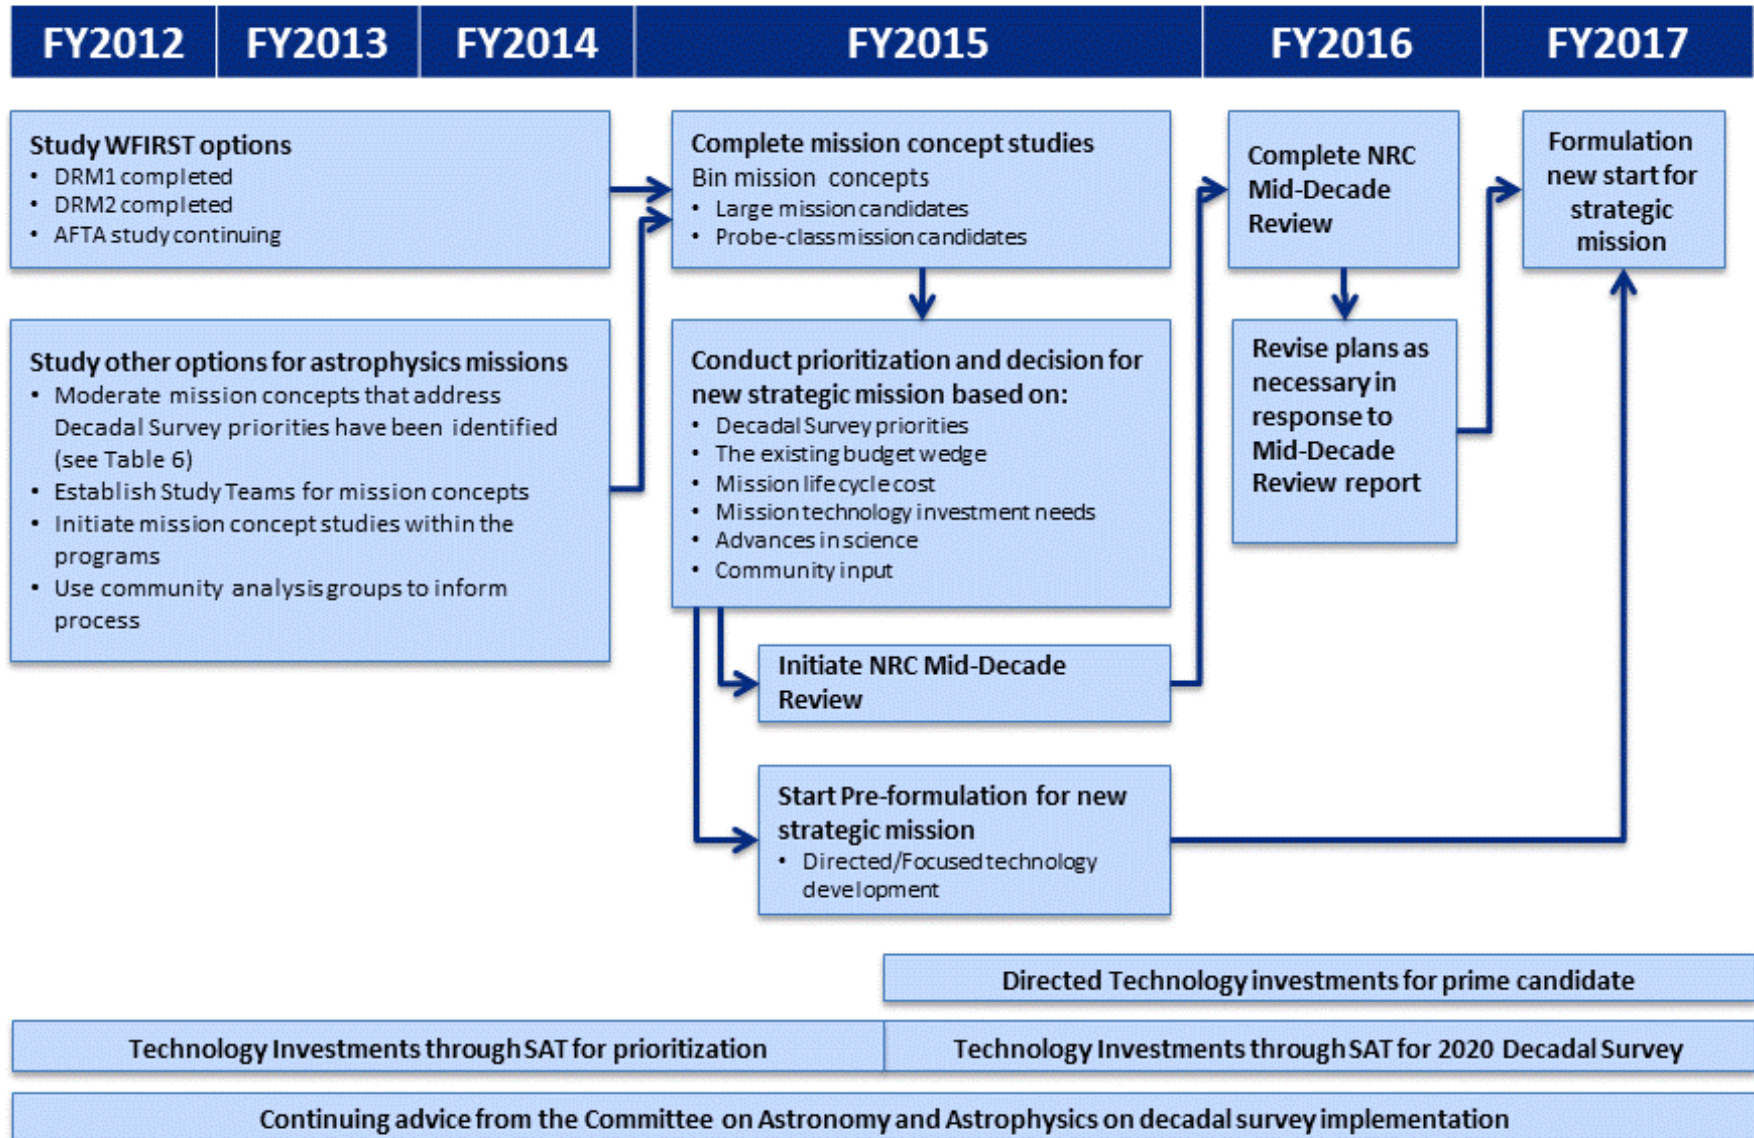 FY2012 FY2013 FY2014 FY2015 FY2016 FY2017
Study WFIRST options
• DRM1 completed
• DRM2 completed
• AFTA study continuing
Study other options for astrophysics missions
• Moderate mission concepts that address
Decadal Survey priorities have been identified
(see Table 6)
• Establish Study Teams for mission concepts
• Initiate mission concept studies within the
programs
• Use community analysis groups to inform
process
Complete mission concept studies
Bin mission concepts
• Large mission candidates
• Probe-class mission candidates
Conduct prioritization and decision for
new strategic mission based on:
• Decadal Survey priorities
• The existing budget wedge
• Mission life cycle cost
• Mission technology investment needs
• Advances in science
• Community input
Initiate NRC Mid-Decade
Review
Start Pre-formulation for new
strategic mission
• Directed/Focused technology
development
Complete NRC
Mid-Decade
Review
Revise plans as
necessary in
response to
Mid-Decade
Review report
Formulation
new start for
strategic
mission
Directed Technology investments for prime candidate
Technology Investments through SAT for prioritization
Technology Investments through SAT for 2020 Decadal Survey
Continuing advice from the Committee on Astronomy and Astrophysics on decadal survey implementation